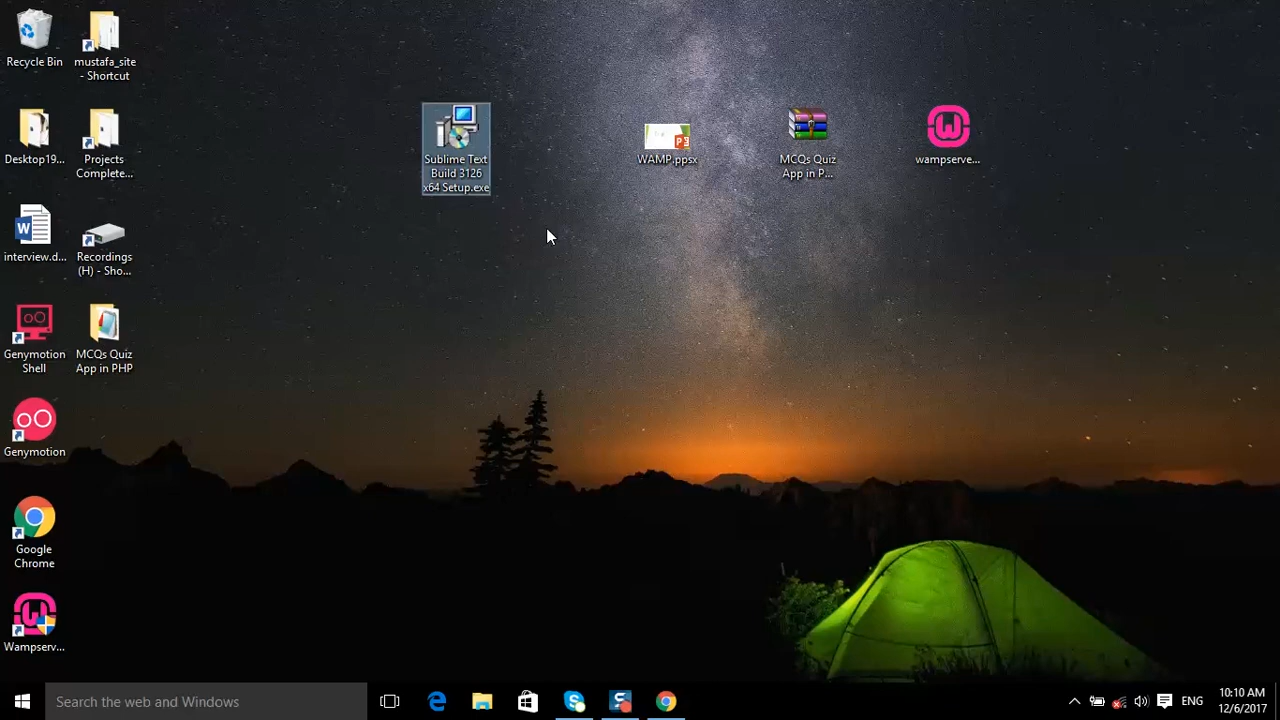 Recycle Bin
mustafa_site
- Shortcut
Desktop19...
Projects
Complete...
interview.d...
Recordings
(H) - Sho...
Genymotion
Shell
MCQs Quiz
App in PHP
Genymotion
Google
Chrome
Wampserv...
Sublime Text
Build 3126
x64 Setup.exe
WAMP.ppsx
MCQs Quiz
App in P...
wampserve...
Search the web and Windows
ENG
10:10 AM
12/6/2017